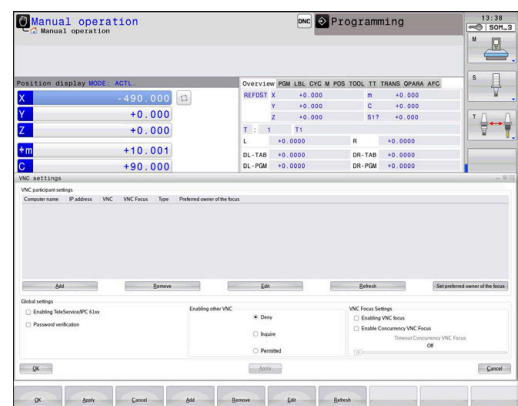 Manual operation
Manual operation
DNC
Programming
13:38
SOM_3
Position display MODE: ACTL.
X -490.000
Y +0.000
Z +0.000
+m +10.001
C +90.000
Overview PGM LBL CYC M POS TOOL TT TRANS QPARA AFC
REFDST X +0.000 m +0.000
Y +0.000 C +0.000
Z +0.000 S1? +0.000
T : 1 T1
L +0.0000 R +0.0000
DL-TAB +0.0000 DR-TAB +0.0000
DL-PGM +0.0000 DR-PGM +0.0000
M
S
T
VNC settings
VNC participant settings
Computer name IP address VNC VNC Focus Type Preferred owner of the focus
Add Remove Edit Refresh Set preferred owner of the focus
Global settings
Enabling TeleService/IPC 61xx
Password verification
Enabling other VNC
Deny
Inquire
Permitted
VNC Focus Settings
Enabling VNC focus
Enable Concurrency VNC Focus
Timeout Concurrency VNC Focus
Off
OK Apply Cancel
OK Apply Cancel Add Remove Edit Refresh